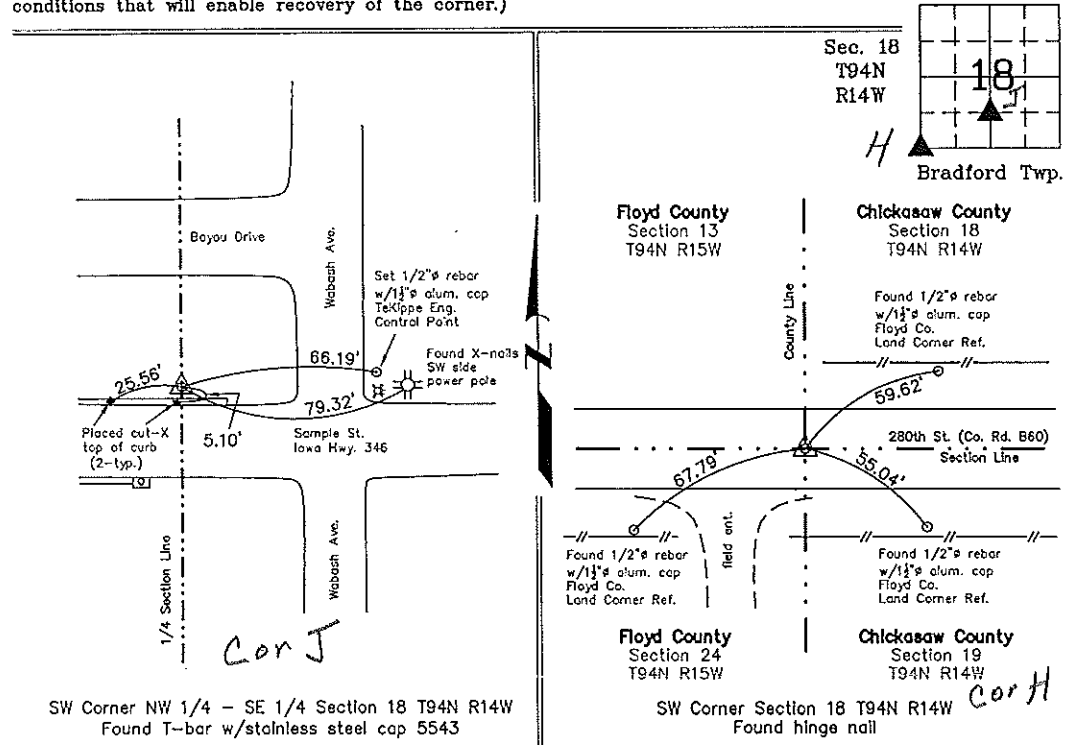 conditions that will enable recovery of the corner.)
Sec. 18
T94N
R14W
18
J
H
Bradford Twp.
Bayou Drive
Wabash Ave.
Set 1/2"ø rebar
w/1½"ø alum. cap
TeKippe Eng.
Control Point
66.19'
Found X-nails
SW side
power pole
25.56'
79.32'
5.10'
Placed cut-X
top of curb
(2-typ.)
Sample St.
Iowa Hwy. 346
Wabash Ave.
1/4 Section Line
Cor J
SW Corner NW 1/4 - SE 1/4 Section 18 T94N R14W
Found T-bar w/stainless steel cap 5543
N
Floyd County
Section 13
T94N R15W
Chickasaw County
Section 18
T94N R14W
County Line
Found 1/2"ø rebar
w/1½"ø alum. cap
Floyd Co.
Land Corner Ref.
59.62'
280th St. (Co. Rd. B60)
Section Line
67.79'
55.04'
field ent.
Found 1/2"ø rebar
w/1½"ø alum. cap
Floyd Co.
Land Corner Ref.
Found 1/2"ø rebar
w/1½"ø alum. cap
Floyd Co.
Land Corner Ref.
Floyd County
Section 24
T94N R15W
Chickasaw County
Section 19
T94N R14W
Cor H
SW Corner Section 18 T94N R14W
Found hinge nail